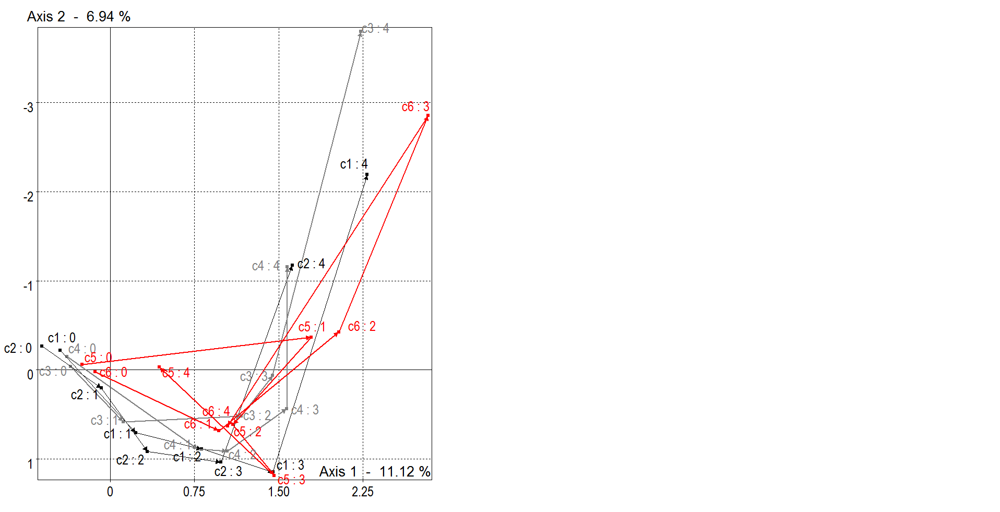 Axis 2 - 6.94 %
c3 : 4
-3
c6 : 3
c1 : 4
-2
c4 : 4
c2 : 4
-1
c5 : 1
c6 : 2
c1 : 0
c2 : 0
c4 : 0
c5 : 0
c3 : 0
c6 : 0
c5 : 4
c3 : 3
0
c2 : 1
c6 : 4
c4 : 3
c3 : 2
c3 : 1
c6 : 1
c5 : 2
c1 : 1
c4 : 1
c1 : 2
c4 : 2
c2 : 2
1
c1 : 3
c2 : 3
Axis 1 - 11.12 %
c5 : 3
0
0.75
1.50
2.25